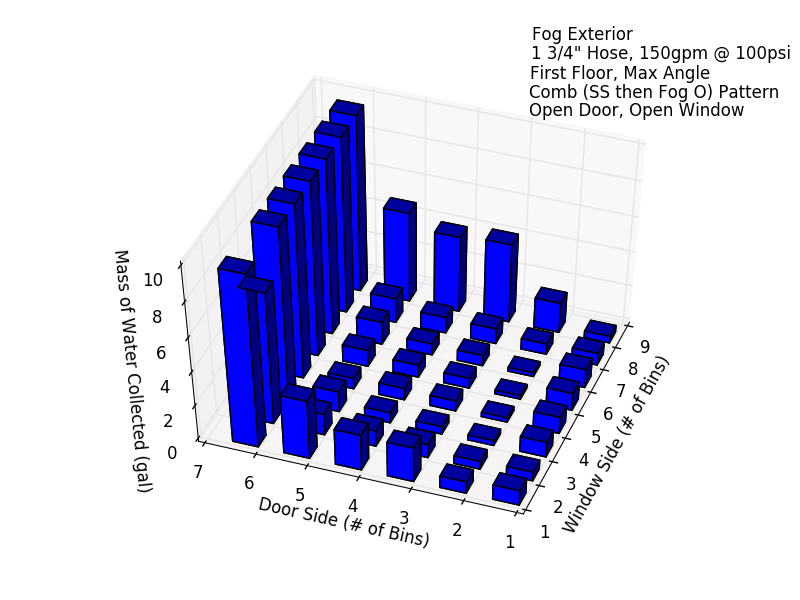 Fog Exterior
1 3/4" Hose, 150gpm @ 100psi
First Floor, Max Angle
Comb (SS then Fog O) Pattern
Open Door, Open Window
Mass of Water Collected (gal)
10
8
6
4
2
0
Door Side (# of Bins)
7
6
5
4
3
2
1
Window Side (# of Bins)
9
8
7
6
5
4
3
2
1